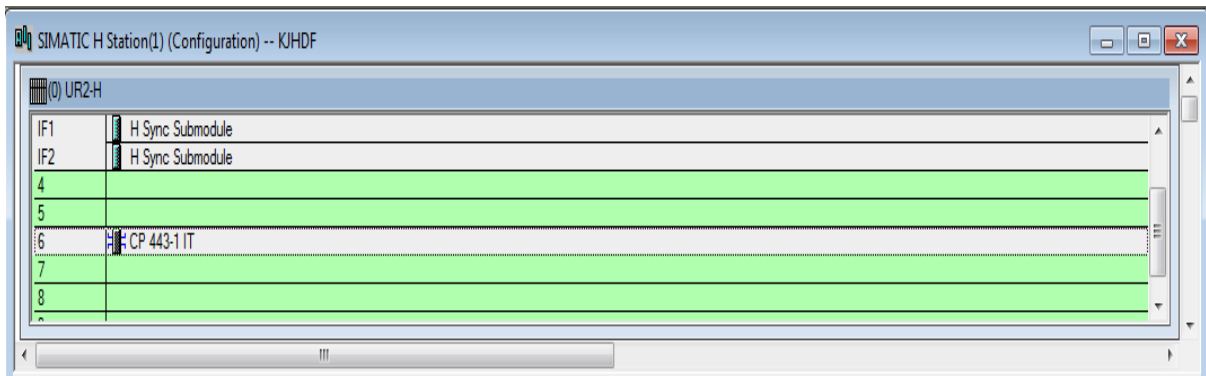 SIMATIC H Station(1) (Configuration) -- KJHDF
(0) UR2-H
IF1 H Sync Submodule
IF2 H Sync Submodule
4
5
6 CP 443-1 IT
7
8